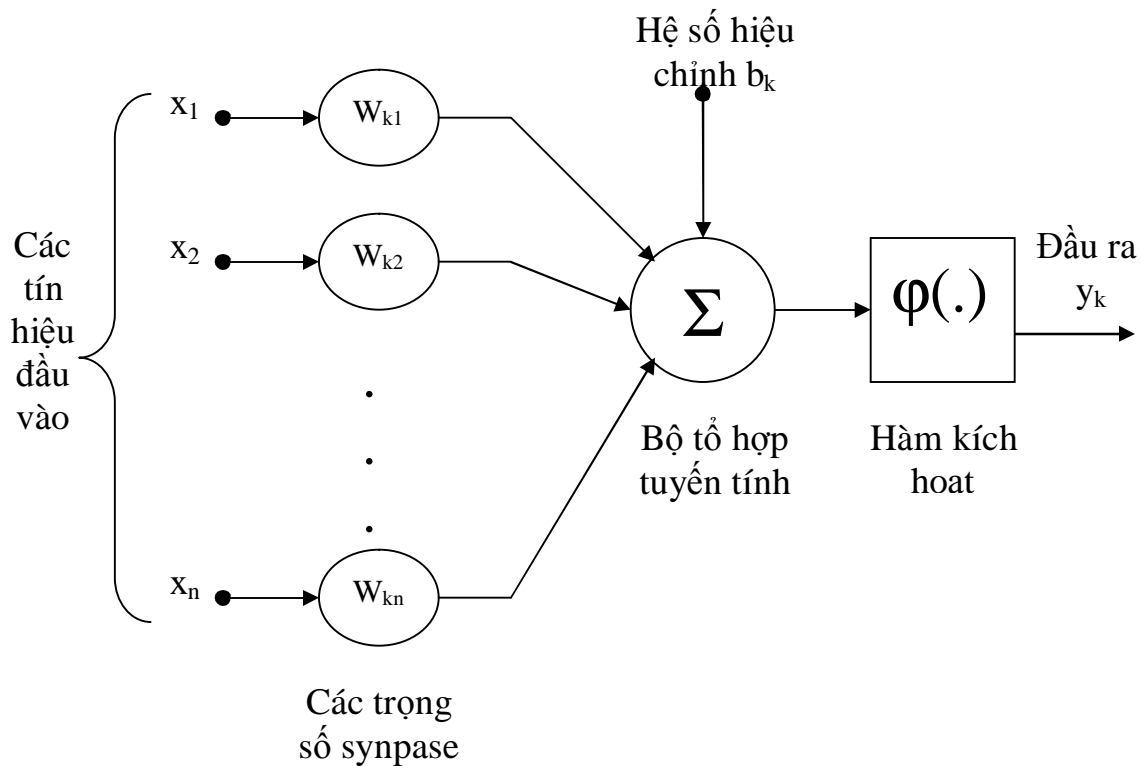 Hệ số hiệu
chỉnh bk
x1
Wk1
x2
Wk2
Các
tín
hiệu
đầu
vào
Σ
φ(.)
Đầu ra
yk
.
.
.
Bộ tổ hợp
tuyến tính
Hàm kích
hoat
xn
Wkn
Các trọng
số synpase